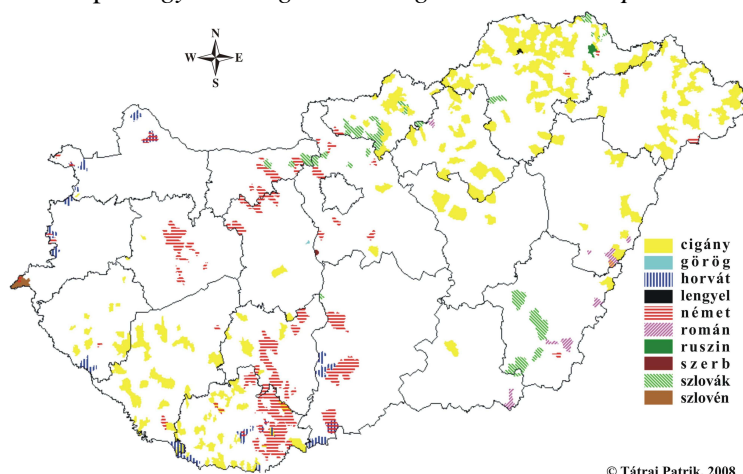 N
W E
S
cigány
görög
horvát
lengyel
német
román
ruszin
szerb
szlovák
szlovén
© Tátrai Patrik, 2008